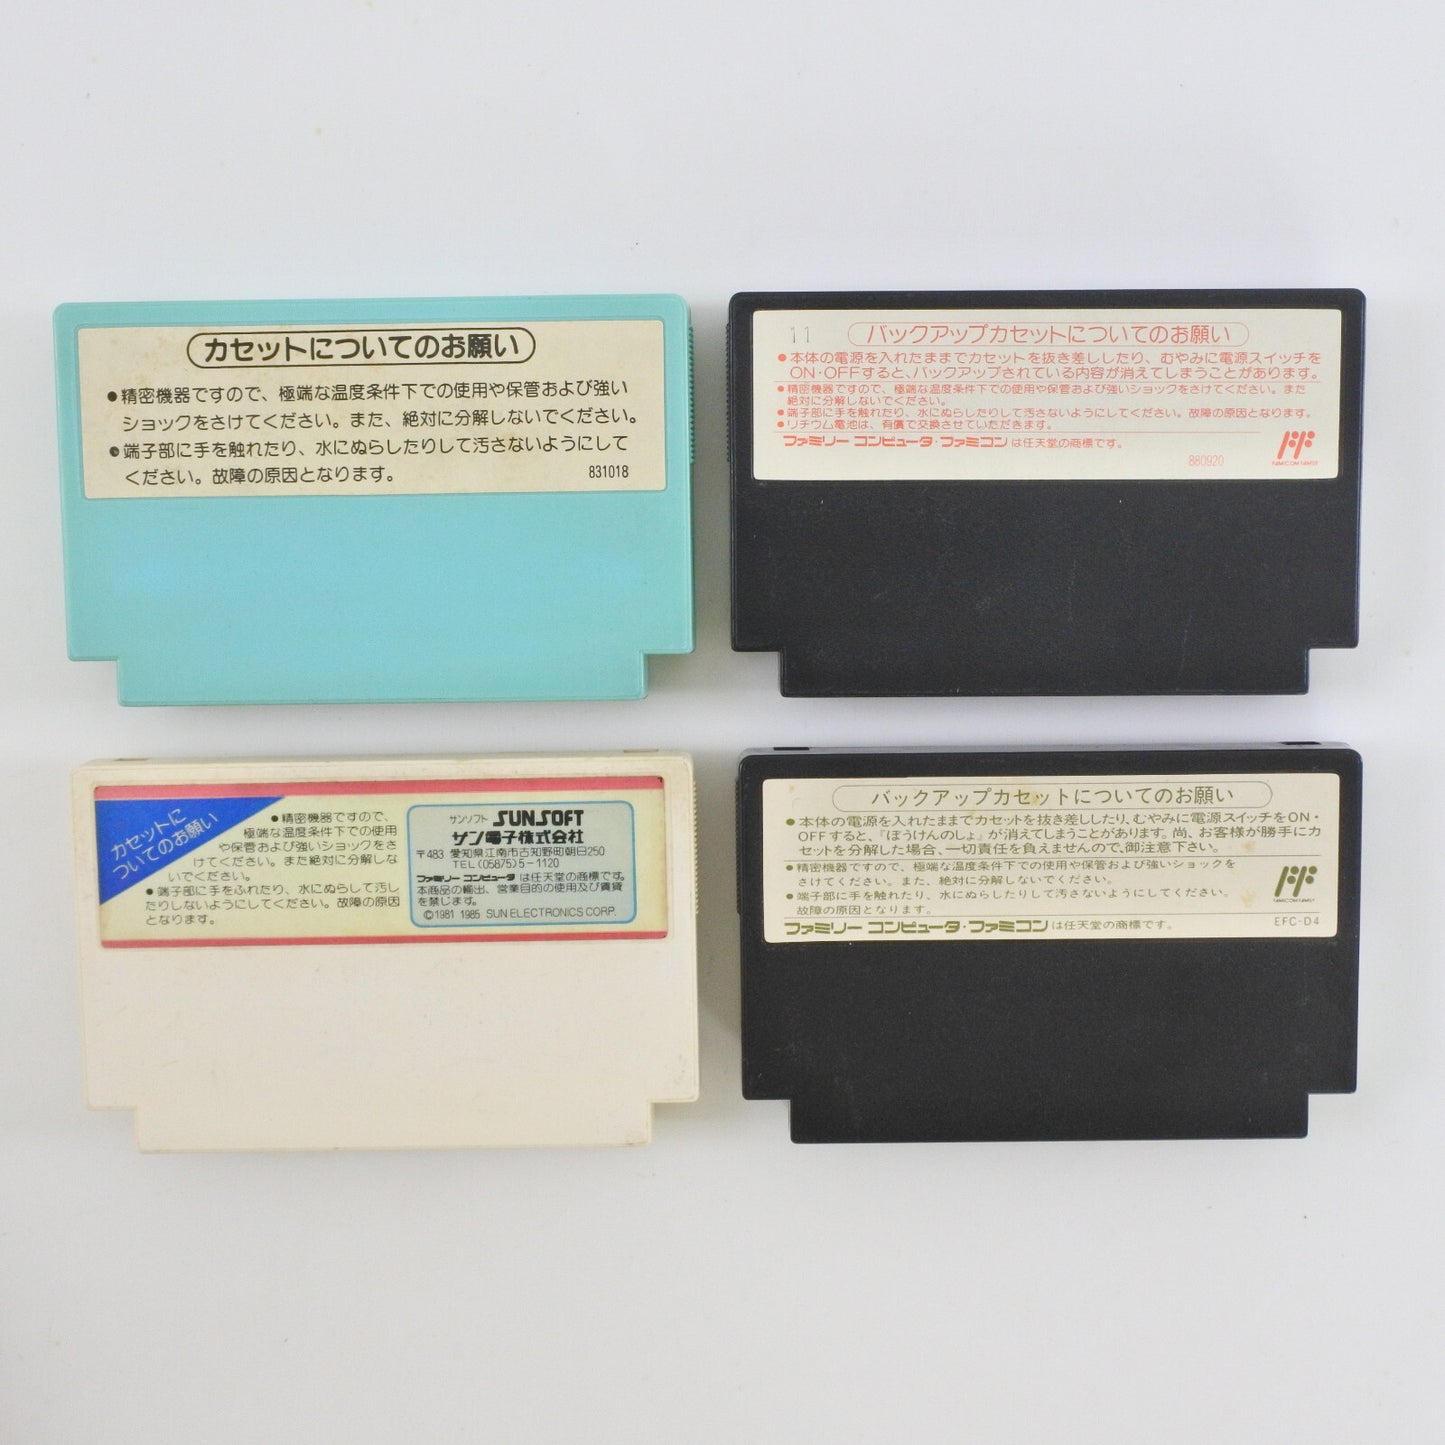 カセットについてのお願い
●精密機器ですので、極端な温度条件下での使用や保管および強い
ショックをさけてください。また、絶対に分解しないでください。
●端子部に手を触れたり、水にぬらしたりして汚さないようにして
ください。故障の原因となります。
831018
11
バックアップカセットについてのお願い
●本体の電源を入れたままでカセットを抜き差ししたり、むやみに電源スイッチを
ON・OFFすると、バックアップされている内容が消えてしまうことがあります。
●精密機器ですので、極端な温度条件下での使用や保管および強いショックをさけてください。また
絶対に分解しないでください。
●端子部に手を触れたり、水にぬらしたりして汚さないようにしてください。故障の原因となります。
●リチウム電池は、有償で交換させていただきます。
ファミリー コンピュータ・ファミコンは任天堂の商標です。
FAMICOM FAMILY
880920
カセットに
ついてのお願い
●精密機器ですので、
極端な温度条件下での使用
や保管および強いショックをさ
けてください。また絶対に分解しな
いでください。
●端子部に手をふれたり、水にぬらして汚し
たりしないようにしてください。故障の原因
となります。
サンソフト SUNSOFT
サン電子株式会社
〒483 愛知県江南市古知野町朝日250
TEL(05875)5-1120
ファミリー コンピュータ は任天堂の商標です。
本商品の輸出、営業目的の使用及び賃貸
を禁じます。
©1981 1985 SUN ELECTRONICS CORP.
バックアップカセットについてのお願い
●本体の電源を入れたままでカセットを抜き差ししたり、むやみに電源スイッチをON・
OFFすると、『ぼうけんのしょ』が消えてしまうことがあります。尚、お客様が勝手にカ
セットを分解した場合、一切責任を負えませんので、御注意下さい。
●精密機器ですので、極端な温度条件下での使用や保管および強いショックを
さけてください。また、絶対に分解しないでください。
●端子部に手を触れたり、水にぬらしたりして汚さないようにしてください。
故障の原因となります。
ファミリー コンピュータ・ファミコンは任天堂の商標です。
FAMICOM FAMILY
EFC-D4